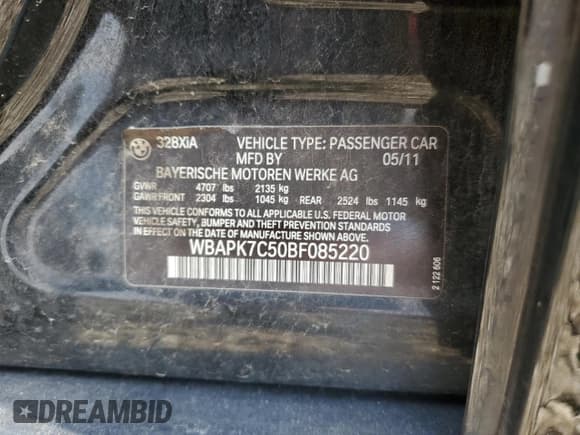 328XIA VEHICLE TYPE: PASSENGER CAR
MFD BY 05/11
BAYERISCHE MOTOREN WERKE AG
GVWR 4707 lbs 2135 kg
GAWR FRONT 2304 lbs 1045 kg REAR 2524 lbs 1145 kg
THIS VEHICLE CONFORMS TO ALL APPLICABLE U.S. FEDERAL MOTOR
VEHICLE SAFETY, BUMPER AND THEFT PREVENTION STANDARDS IN
EFFECT ON THE DATE OF MANUFACTURE SHOWN ABOVE.
WBAPK7C50BF085220
2 122 606
DREAMBID